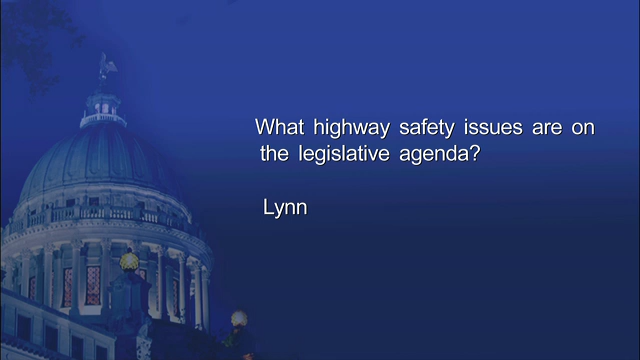 What highway safety issues are on
the legislative agenda?
Lynn